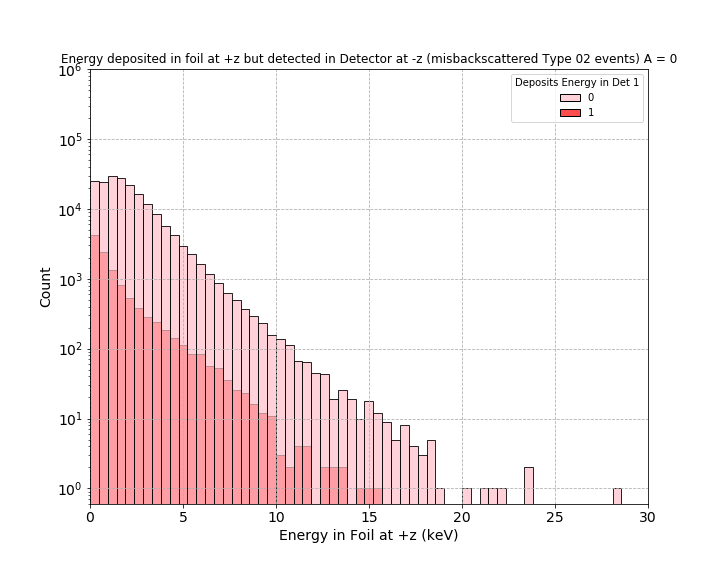 Energy deposited in foil at +z but detected in Detector at -z (misbackscattered Type 02 events) A = 0
Deposits Energy in Det 1
0
1
10^6
10^5
10^4
10^3
10^2
10^1
10^0
Count
0 5 10 15 20 25 30
Energy in Foil at +z (keV)